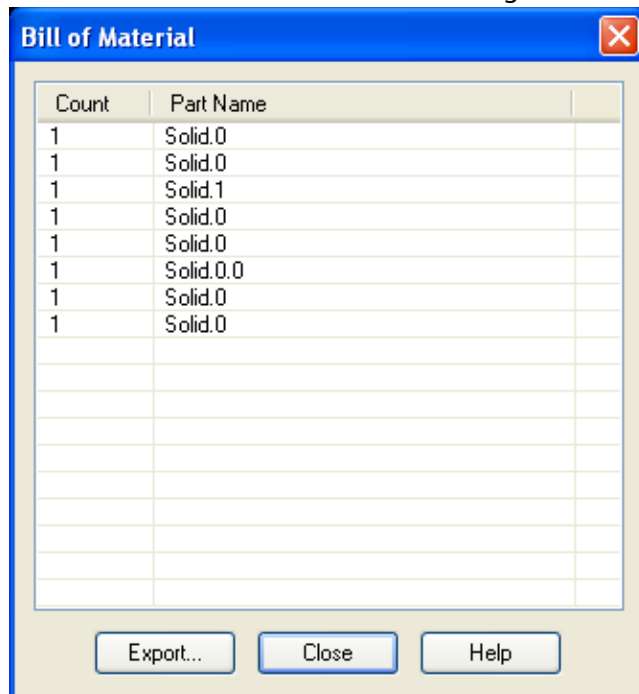 Bill of Material
Count Part Name
1 Solid.0
1 Solid.0
1 Solid.1
1 Solid.0
1 Solid.0
1 Solid.0.0
1 Solid.0
1 Solid.0
Export... Close Help